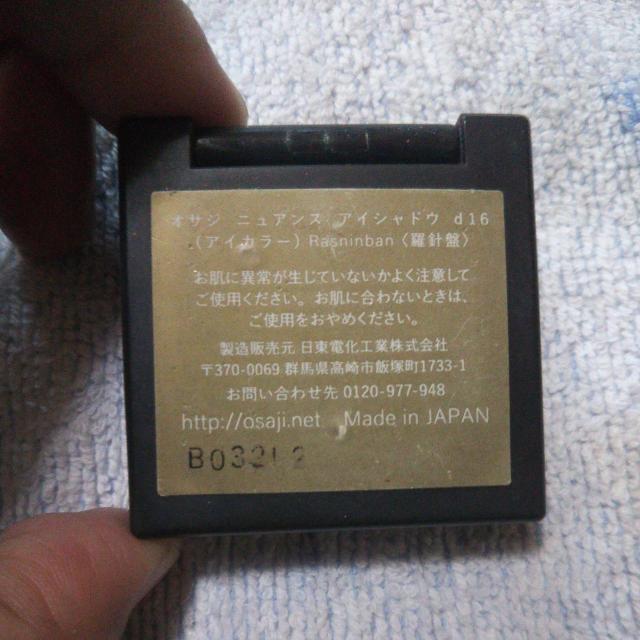 オサジ ニュアンス アイシャドウ d16
（アイカラー）Rasninban〈羅針盤〉
お肌に異常が生じていないかよく注意して
ご使用ください。お肌に合わないときは、
ご使用をおやめください。
製造販売元 日東電化工業株式会社
〒370-0069 群馬県高崎市飯塚町1733-1
お問い合わせ先 0120-977-948
http://osaji.net Made in JAPAN